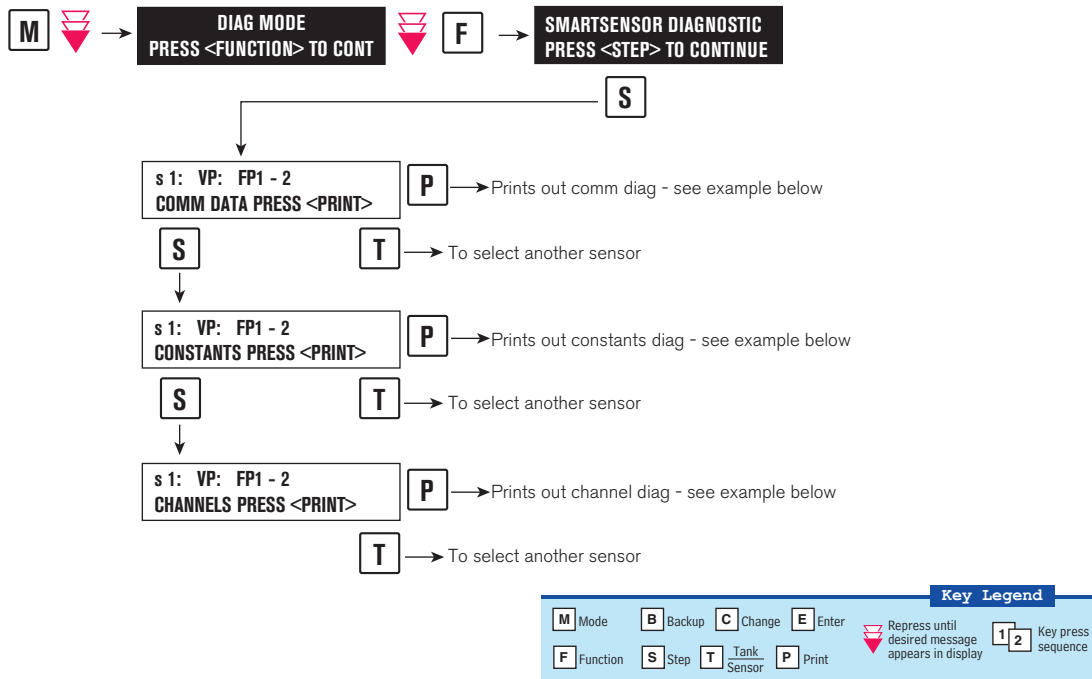 M
DIAG MODE
PRESS <FUNCTION> TO CONT
F
SMARTSENSOR DIAGNOSTIC
PRESS <STEP> TO CONTINUE
S
s 1: VP: FP1 - 2
COMM DATA PRESS <PRINT>
P
Prints out comm diag - see example below
S
T
To select another sensor
s 1: VP: FP1 - 2
CONSTANTS PRESS <PRINT>
P
Prints out constants diag - see example below
S
T
To select another sensor
s 1: VP: FP1 - 2
CHANNELS PRESS <PRINT>
P
Prints out channel diag - see example below
T
To select another sensor
Key Legend
M Mode
B Backup
C Change
E Enter
Repress until
desired message
appears in display
1 2
Key press
sequence
F Function
S Step
T Tank
Sensor
P Print